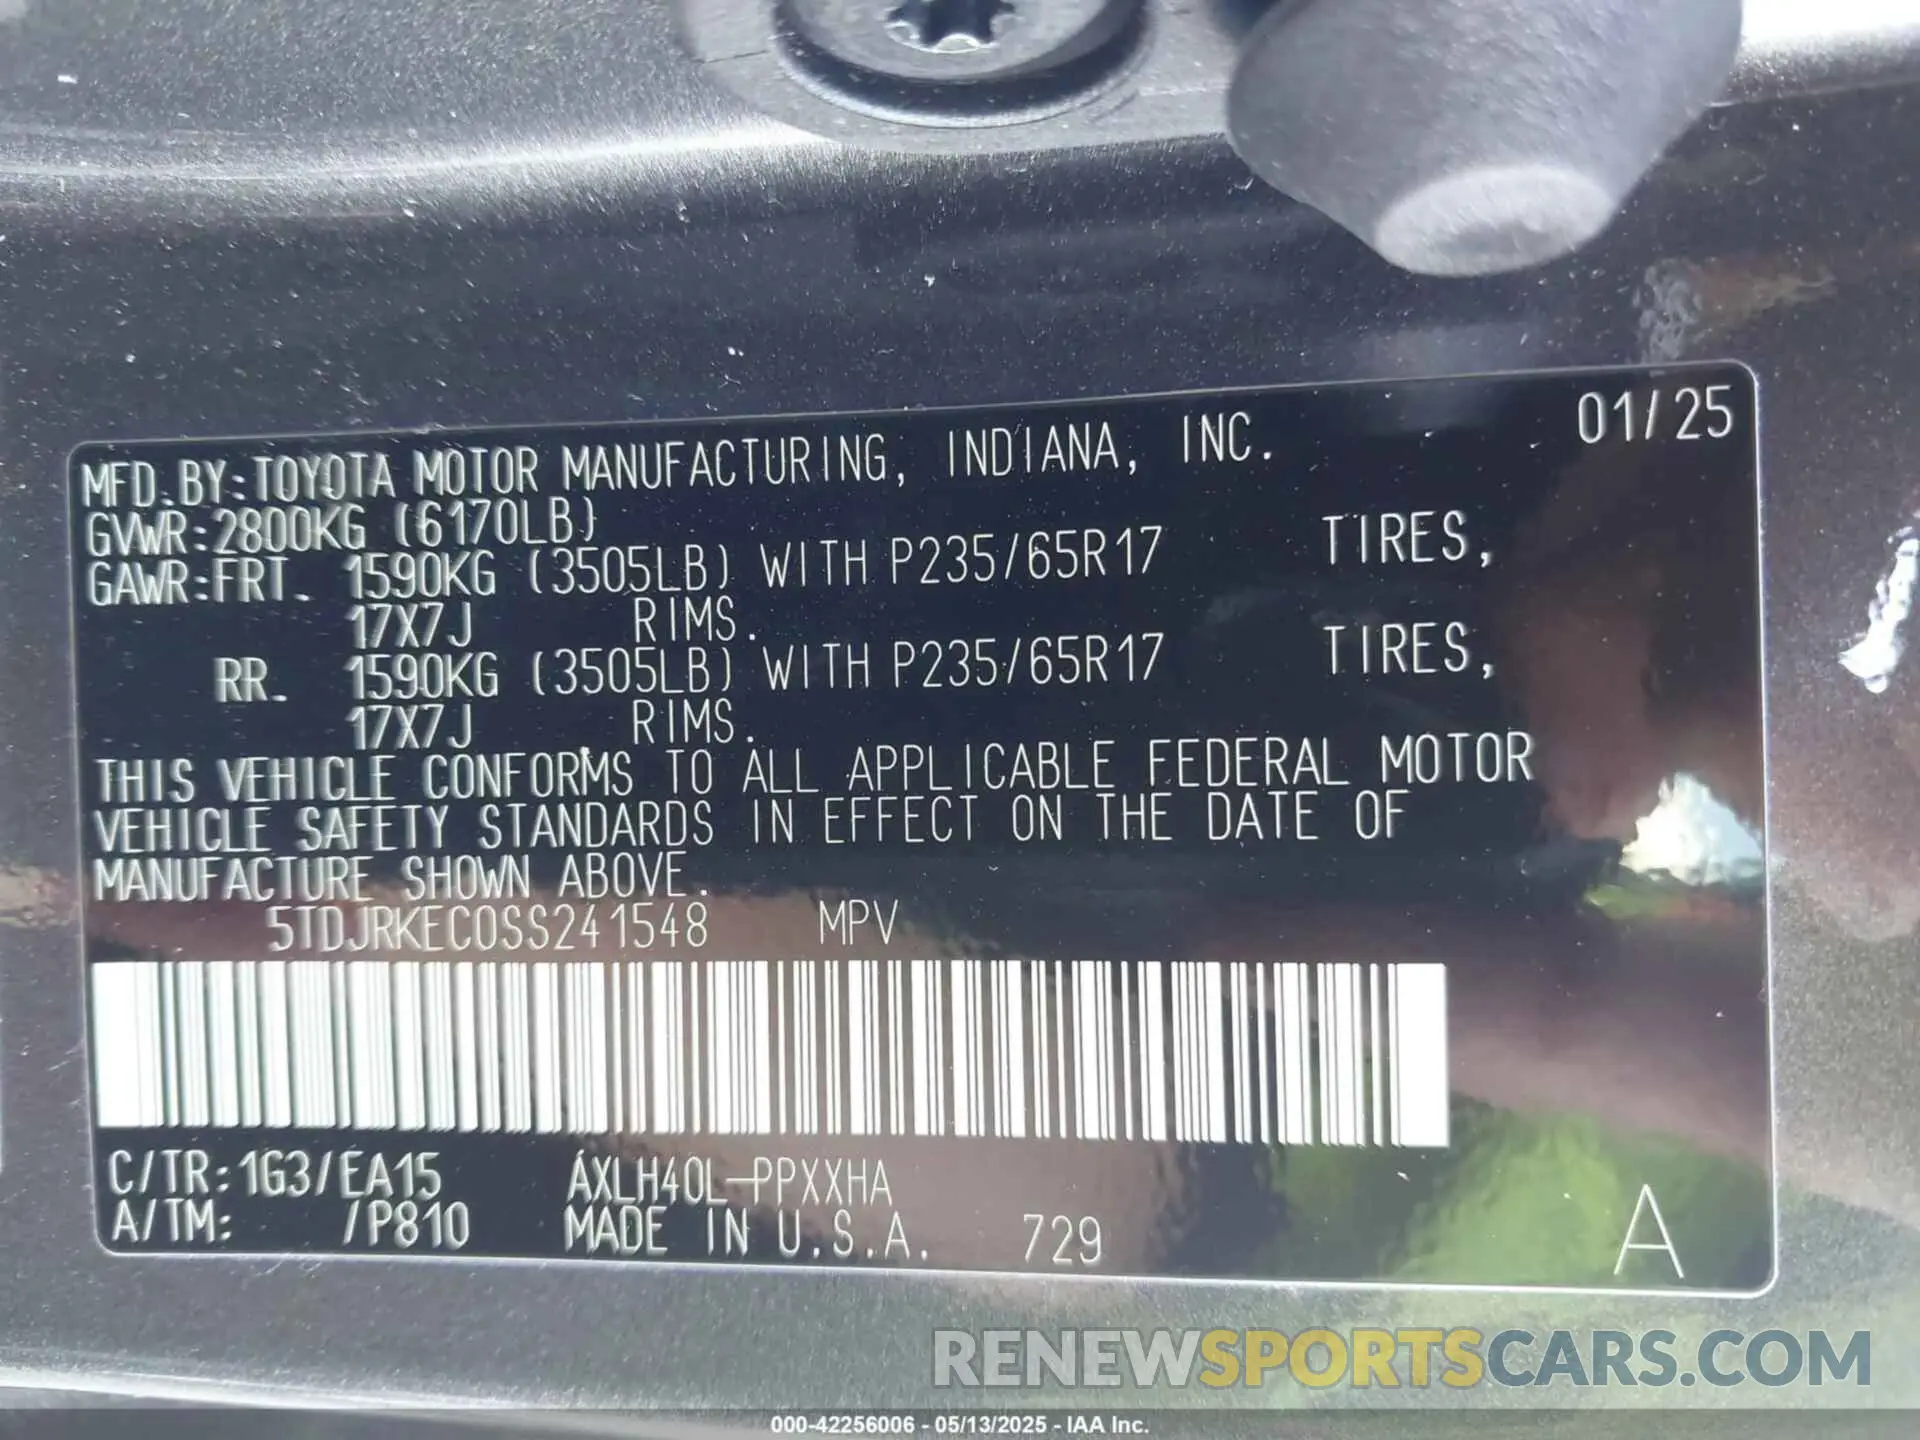 01/25
MFD.BY:TOYOTA MOTOR MANUFACTURING, INDIANA, INC.
GVWR:2800KG (6170LB)
GAWR:FRT. 1590KG (3505LB) WITH P235/65R17 TIRES,
17X7J RIMS.
RR. 1590KG (3505LB) WITH P235/65R17 TIRES,
17X7J RIMS.
THIS VEHICLE CONFORMS TO ALL APPLICABLE FEDERAL MOTOR
VEHICLE SAFETY STANDARDS IN EFFECT ON THE DATE OF
MANUFACTURE SHOWN ABOVE.
5TDJRKEC0SS241548 MPV
C/TR:1G3/EA15 AXLH40L-PPXXHA
A/TM: /P810 MADE IN U.S.A. 729 A
RENEWSPORTSCARS.COM
000-42256006 - 05/13/2025 - IAA Inc.